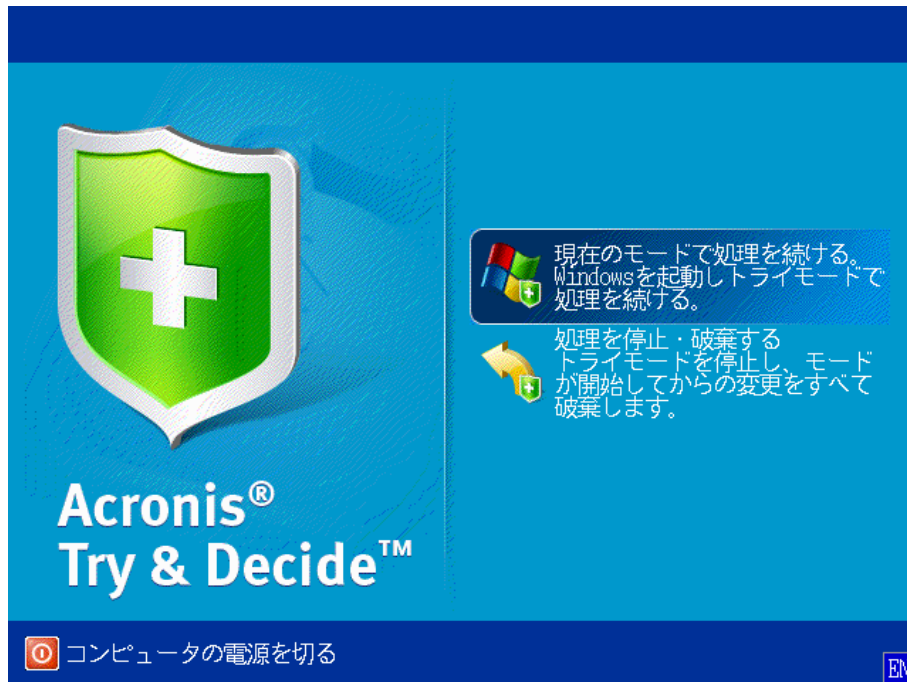 現在のモードで処理を続ける。
Windowsを起動しトライモードで
処理を続ける。
処理を停止・破棄する
トライモードを停止し、モード
が開始してからの変更をすべて
破棄します。
Acronis®
Try & Decide™
コンピュータの電源を切る
EN